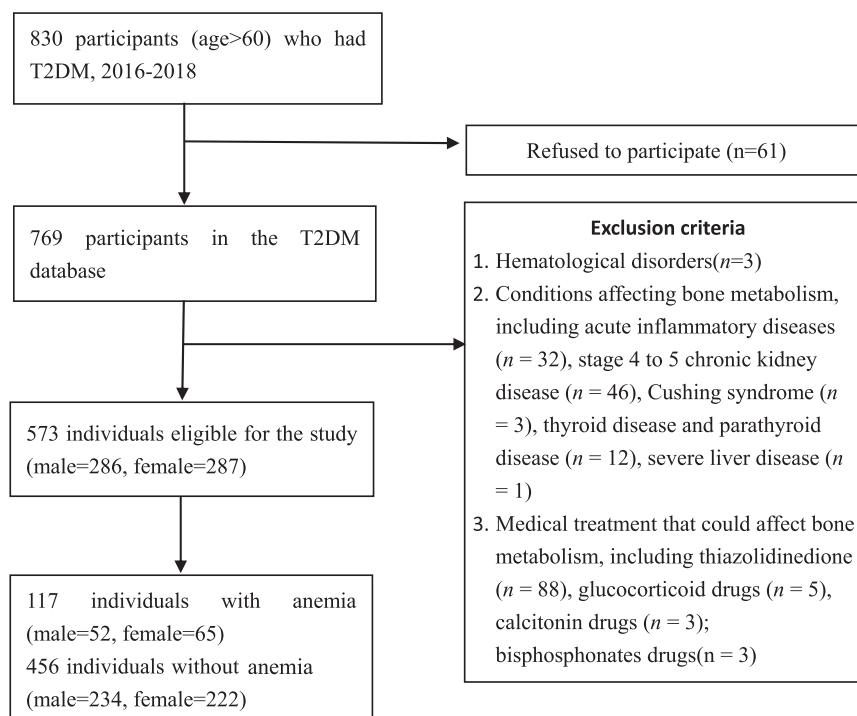 830 participants (age>60) who had
T2DM, 2016-2018
Refused to participate (n=61)
769 participants in the T2DM
database
Exclusion criteria
1. Hematological disorders(n=3)
2. Conditions affecting bone metabolism,
including acute inflammatory diseases
(n = 32), stage 4 to 5 chronic kidney
disease (n = 46), Cushing syndrome (n
= 3), thyroid disease and parathyroid
disease (n = 12), severe liver disease (n
= 1)
3. Medical treatment that could affect bone
metabolism, including thiazolidinedione
(n = 88), glucocorticoid drugs (n = 5),
calcitonin drugs (n = 3);
bisphosphonates drugs(n = 3)
573 individuals eligible for the study
(male=286, female=287)
117 individuals with anemia
(male=52, female=65)
456 individuals without anemia
(male=234, female=222)